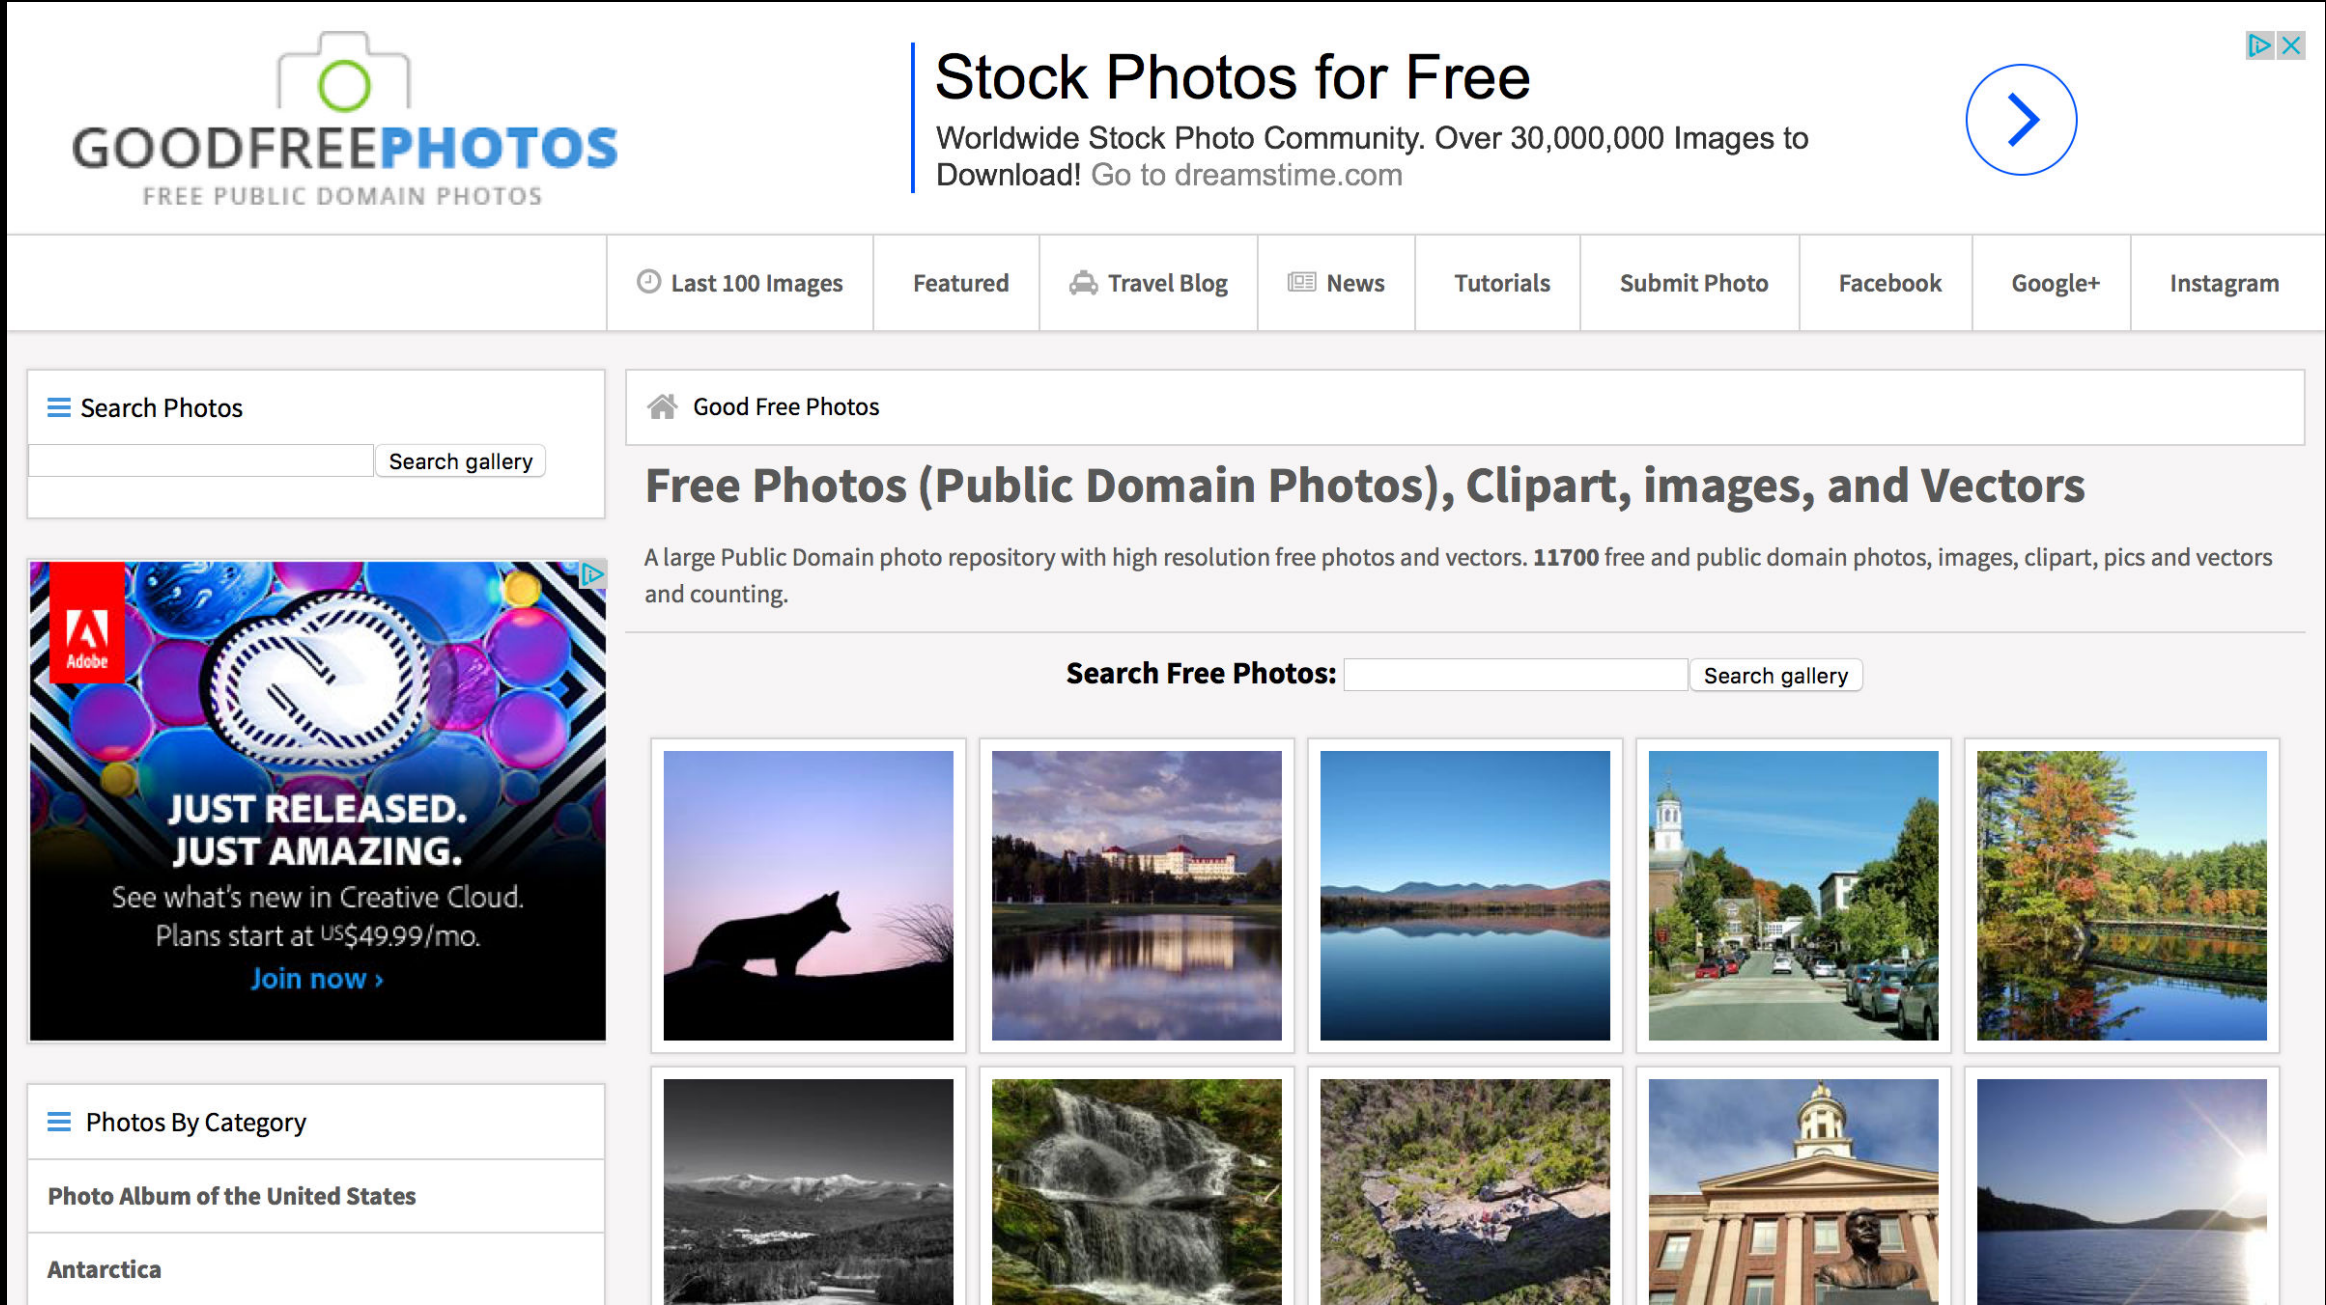 GOODFREEPHOTOS
FREE PUBLIC DOMAIN PHOTOS
Stock Photos for Free
Worldwide Stock Photo Community. Over 30,000,000 Images to
Download! Go to dreamstime.com
Last 100 Images
Featured
Travel Blog
News
Tutorials
Submit Photo
Facebook
Google+
Instagram
Search Photos
Search gallery
Adobe
JUST RELEASED.
JUST AMAZING.
See what's new in Creative Cloud.
Plans start at US$49.99/mo.
Join now ›
Photos By Category
Photo Album of the United States
Antarctica
Good Free Photos
Free Photos (Public Domain Photos), Clipart, images, and Vectors
A large Public Domain photo repository with high resolution free photos and vectors. 11700 free and public domain photos, images, clipart, pics and vectors
and counting.
Search Free Photos:
Search gallery